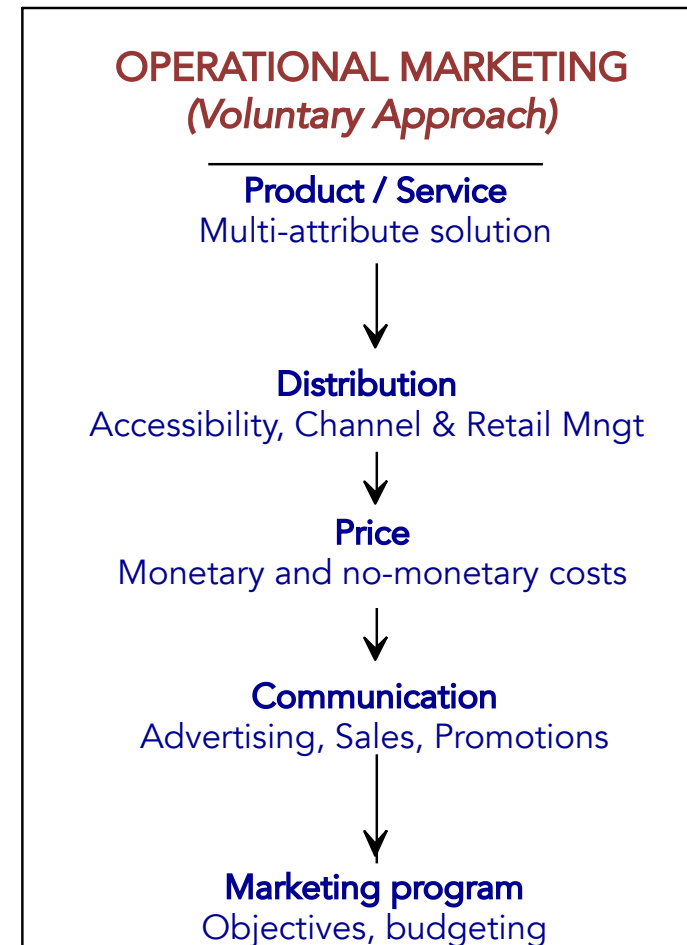 OPERATIONAL MARKETING
(Voluntary Approach)
Product / Service
Multi-attribute solution
Distribution
Accessibility, Channel & Retail Mngt
Price
Monetary and no-monetary costs
Communication
Advertising, Sales, Promotions
Marketing program
Objectives, budgeting